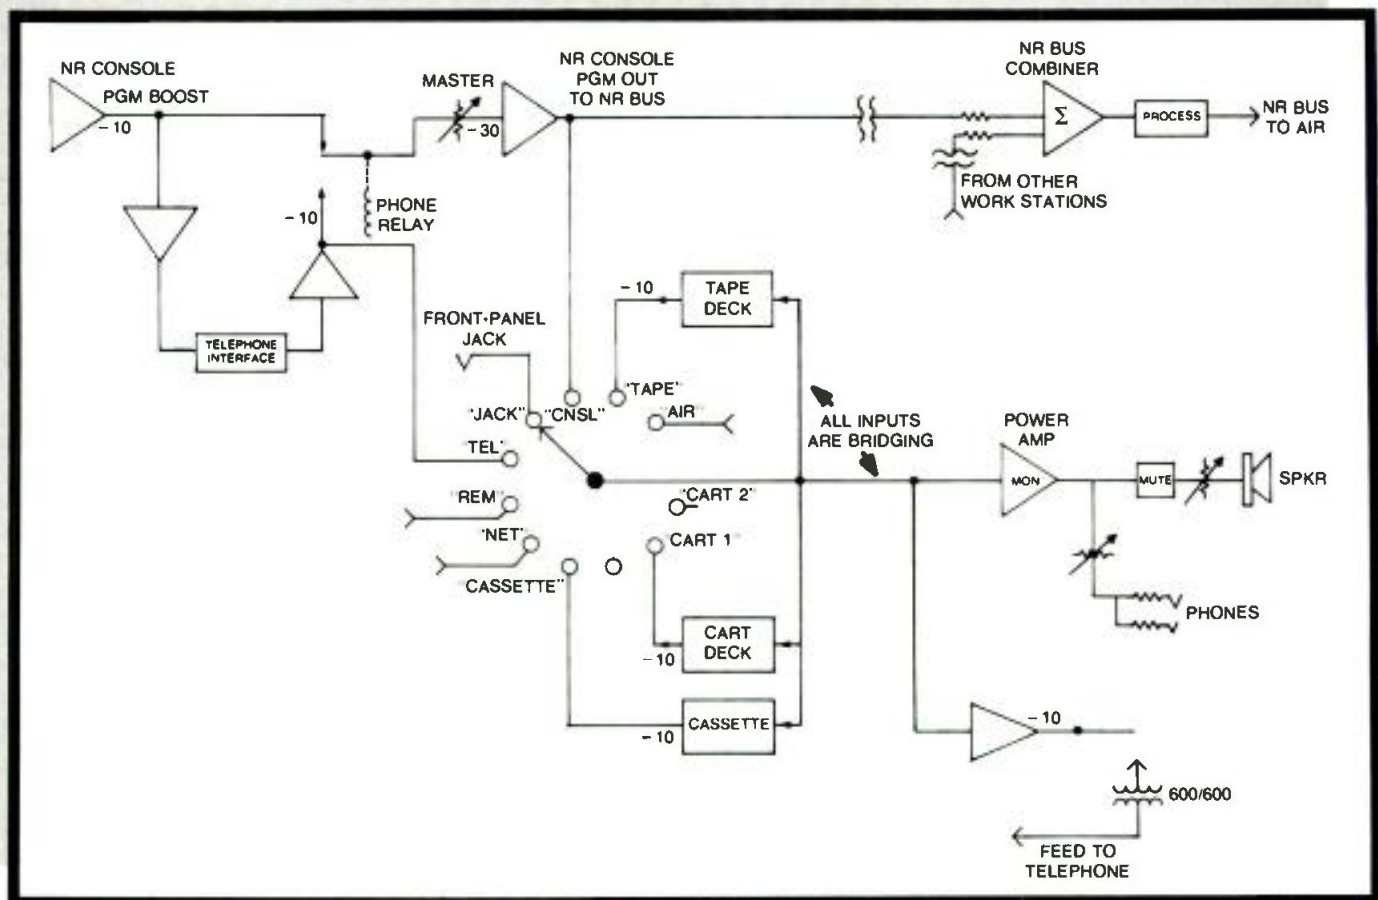 NR CONSOLE
PGM BOOST
-10
MASTER
-30
NR CONSOLE
PGM OUT
TO NR BUS
NR BUS
COMBINER
Σ
PROCESS
NR BUS
TO AIR
FROM OTHER
WORK STATIONS
-10
PHONE
RELAY
TELEPHONE
INTERFACE
FRONT-PANEL
JACK
-10
TAPE
DECK
"JACK"
"CNSL"
"TAPE"
"AIR"
"TEL"
"REM"
"NET"
"CASSETTE"
"CART 2"
"CART 1"
ALL INPUTS
ARE BRIDGING
POWER
AMP
MON
MUTE
SPKR
PHONES
CART
DECK
-10
CASSETTE
-10
-10
600/600
FEED TO
TELEPHONE